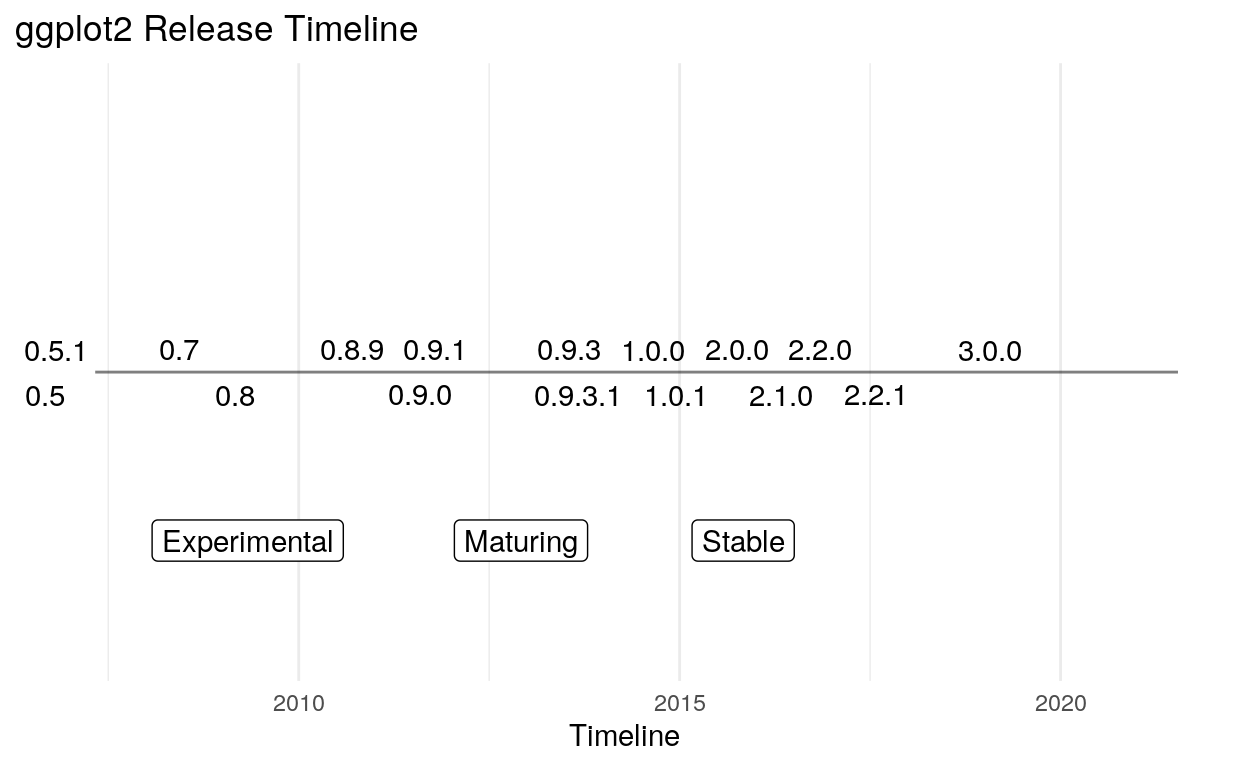 ggplot2 Release Timeline
0.5.1 0.7 0.8.9 0.9.1 0.9.3 1.0.0 2.0.0 2.2.0 3.0.0
0.5 0.8 0.9.0 0.9.3.1 1.0.1 2.1.0 2.2.1
Experimental Maturing Stable
2010 2015 2020
Timeline